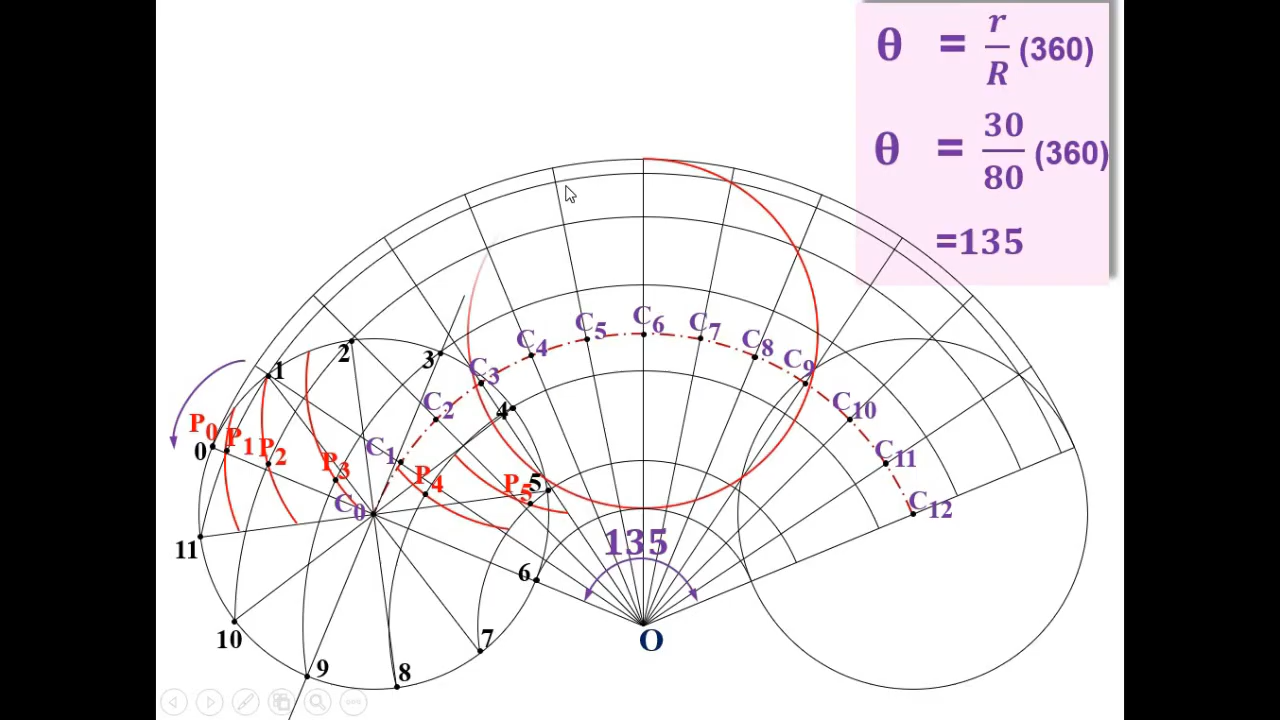 θ = r/R (360)
θ = 30/80 (360)
=135
C6
C5
C7
C4
C8
2
3
C3
C9
1
C2
4
C10
P0
P1
P2
C1
C11
0
P3
P4
P5
5
C0
C12
11
135
6
10
O
7
9
8